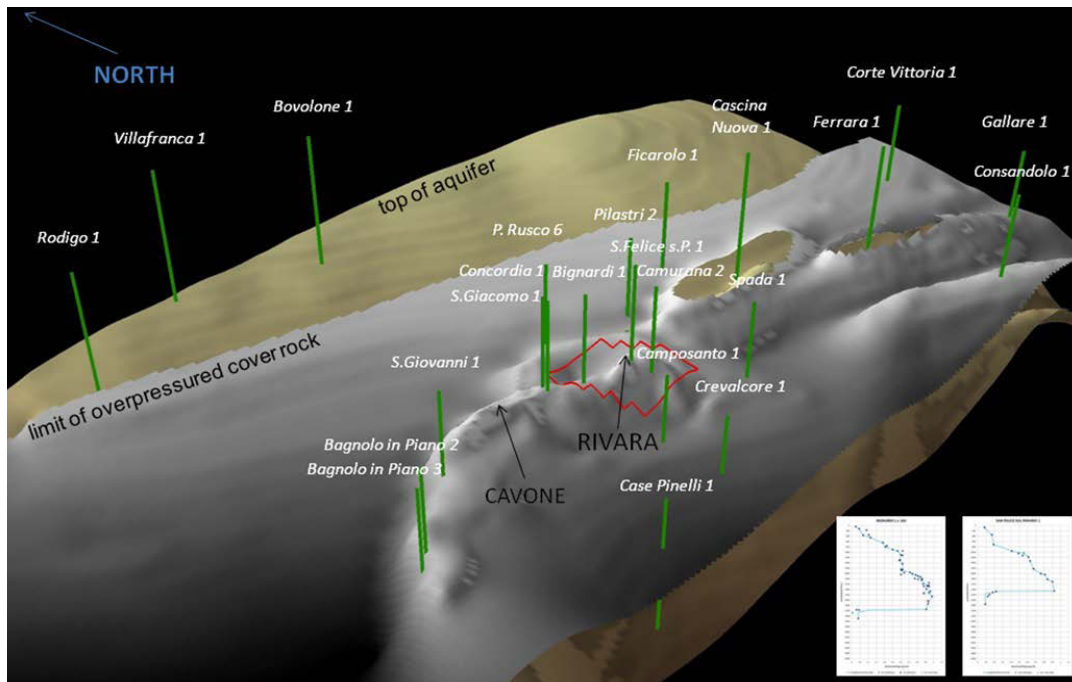 NORTH
Corte Vittoria 1
Bovolone 1
Cascina
Nuova 1
Ferrara 1
Gallare 1
Villafranca 1
Ficarolo 1
Consandolo 1
top of aquifer
Pilastri 2
Rodigo 1
P. Rusco 6
S.Felice s.P. 1
Concordia 1
Bignardi 1
Camurana 2
Spada 1
S.Giacomo 1
limit of overpressured cover rock
S.Giovanni 1
Camposanto 1
Crevalcore 1
RIVARA
Bagnolo in Piano 2
Bagnolo in Piano 3
CAVONE
Case Pinelli 1